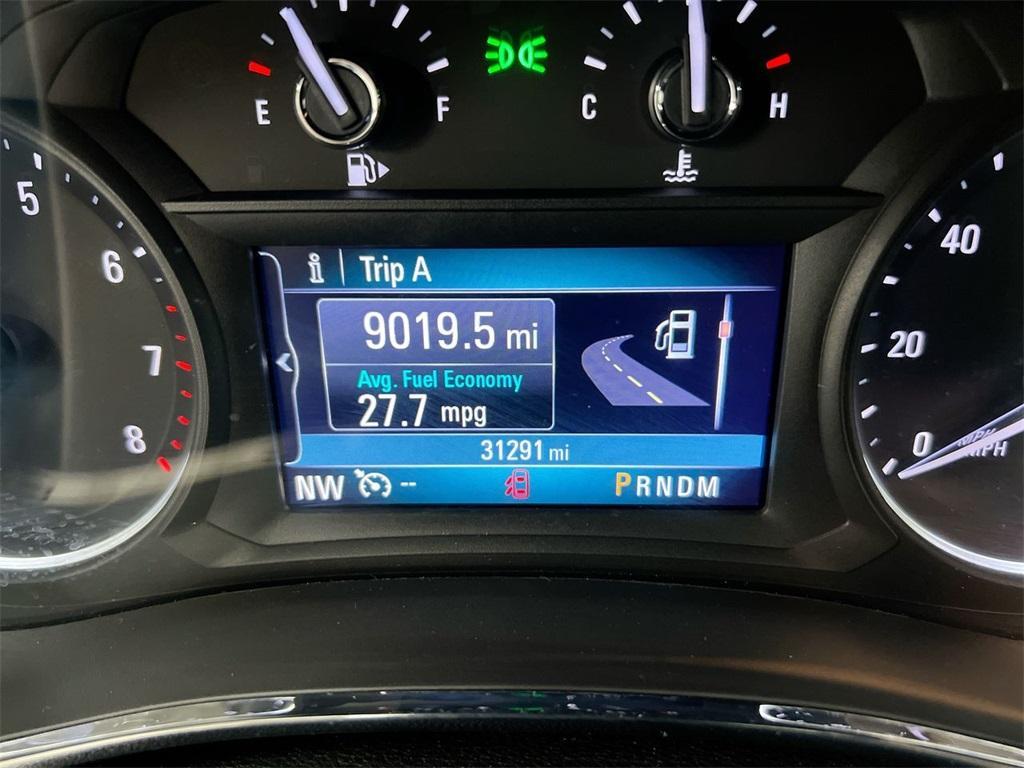 E F
C H
5
6
7
8
40
20
0
MPH
Trip A
9019.5 mi
Avg. Fuel Economy
27.7 mpg
31291 mi
NW -- PRNDM